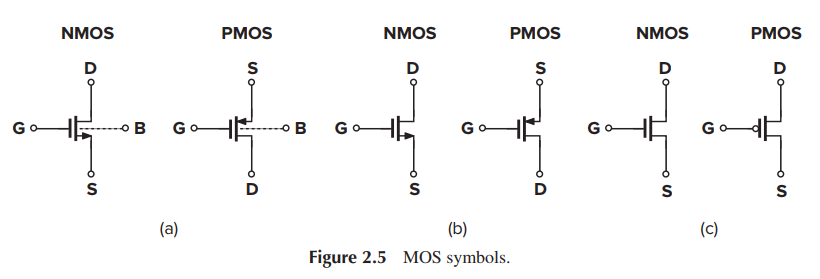 NMOS PMOS NMOS PMOS NMOS PMOS
D S D S D D
G B G B G G G G
S D S D S S
(a) (b) (c)
Figure 2.5 MOS symbols.